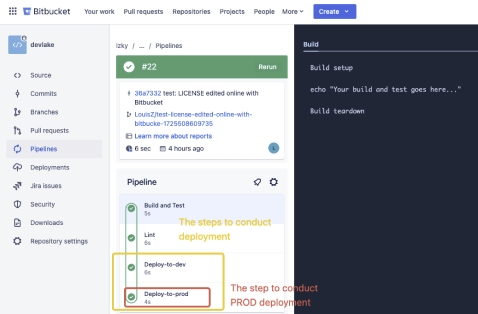 Bitbucket
Your work
Pull requests
Repositories
Projects
People
More
Create
devlake
Source
Commits
Branches
Pull requests
Pipelines
Deployments
Jira issues
Security
Downloads
Repository settings
Izky / ... / Pipelines
#22
Rerun
36a7332 test: LICENSE edited online with
Bitbucket
LouisZ/test-license-edited-online-with-
bitbucke-1725508609735
Learn more about reports
6 sec
4 hours ago
L
Pipeline
Build and Test
5s
The steps to conduct
deployment
Lint
6s
Deploy-to-dev
6s
Deploy-to-prod
4s
The step to conduct
PROD deployment
Build
Build setup
echo "Your build and test goes here..."
Build teardown